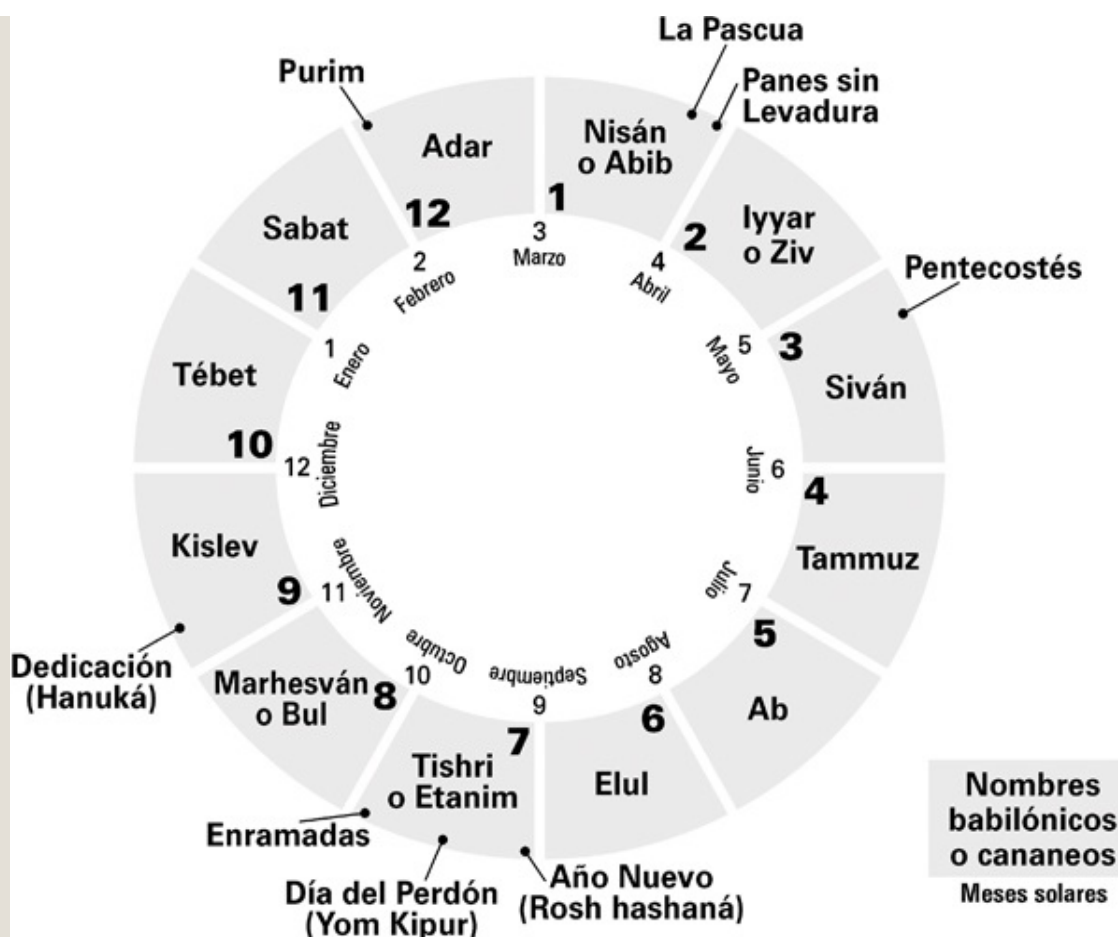 La Pascua
Panes sin
Levadura
Purim
Nisán
o Abib
1
3
Marzo
Iyyar
o Ziv
2
4
Abril
Pentecostés
Siván
3
5
Mayo
Tammuz
4
6
Junio
Ab
5
7
Julio
Elul
6
8
Agosto
Tishri
o Etanim
7
9
Septiembre
Año Nuevo
(Rosh hashaná)
Día del Perdón
(Yom Kipur)
Enramadas
Marhesván
o Bul
8
10
Octubre
Kislev
9
11
Noviembre
Dedicación
(Hanuká)
Tébet
10
12
Diciembre
Sabat
11
1
Enero
Adar
12
2
Febrero
Nombres
babilónicos
o cananeos
Meses solares